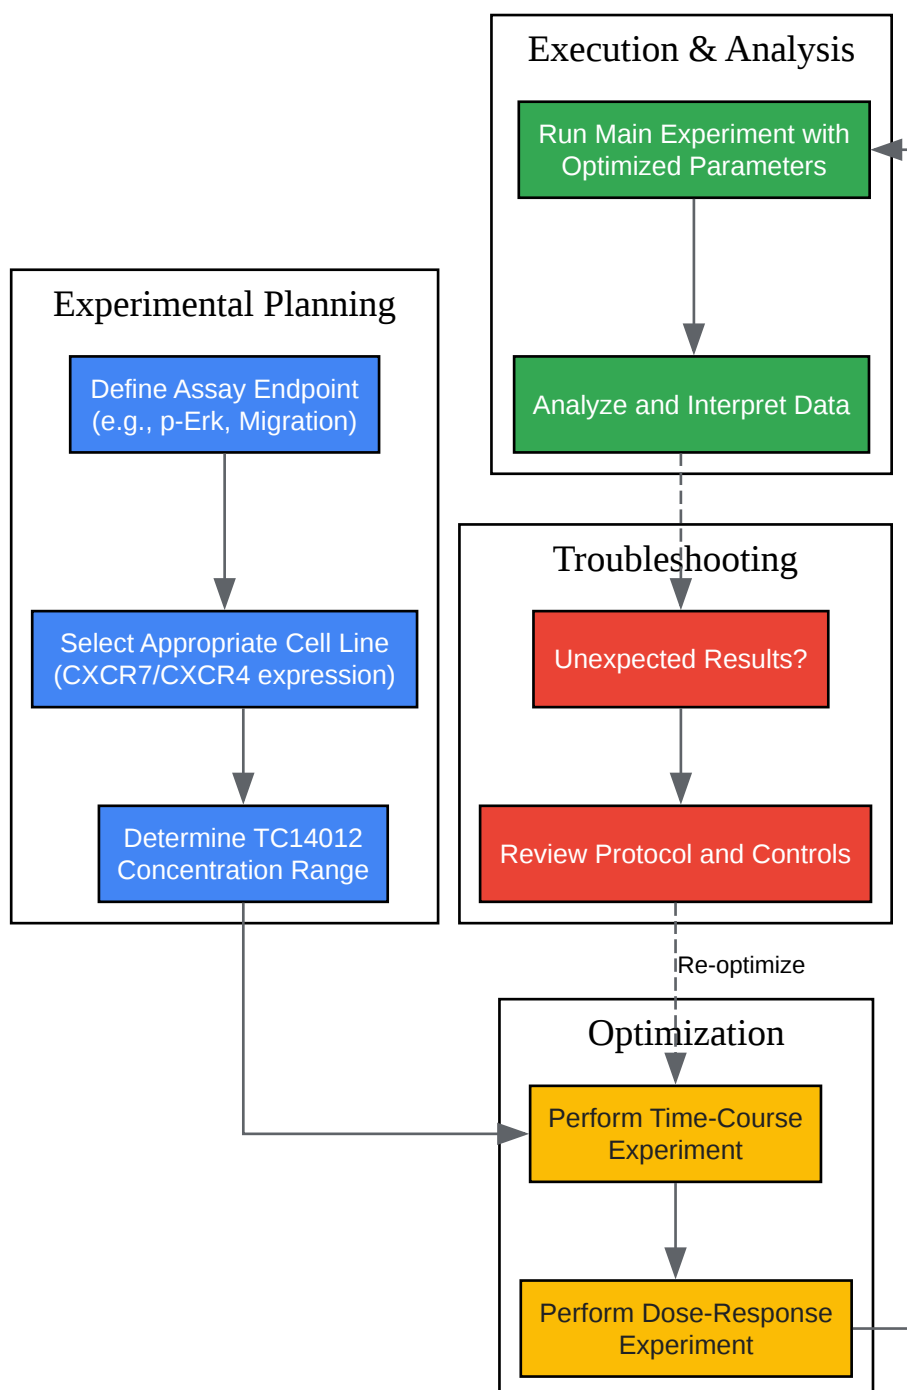 Execution & Analysis
Run Main Experiment with
Optimized Parameters
Analyze and Interpret Data
Experimental Planning
Define Assay Endpoint
(e.g., p-Erk, Migration)
Select Appropriate Cell Line
(CXCR7/CXCR4 expression)
Determine TC14012
Concentration Range
Troubleshooting
Unexpected Results?
Review Protocol and Controls
Re-optimize
Optimization
Perform Time-Course
Experiment
Perform Dose-Response
Experiment